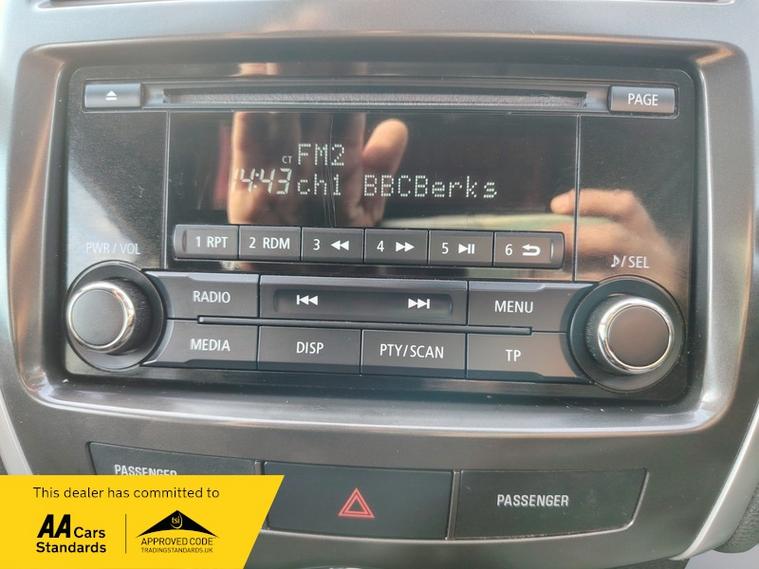 PAGE
CT FM2
14:43 ch1 BBCBerks
1 RPT 2 RDM 3 4 5 6
PWR / VOL
/ SEL
RADIO MENU
MEDIA DISP PTY/SCAN TP
PASSENGER PASSENGER
This dealer has committed to
AA Cars
Standards
tsi
APPROVED CODE
TRADINGSTANDARDS.UK